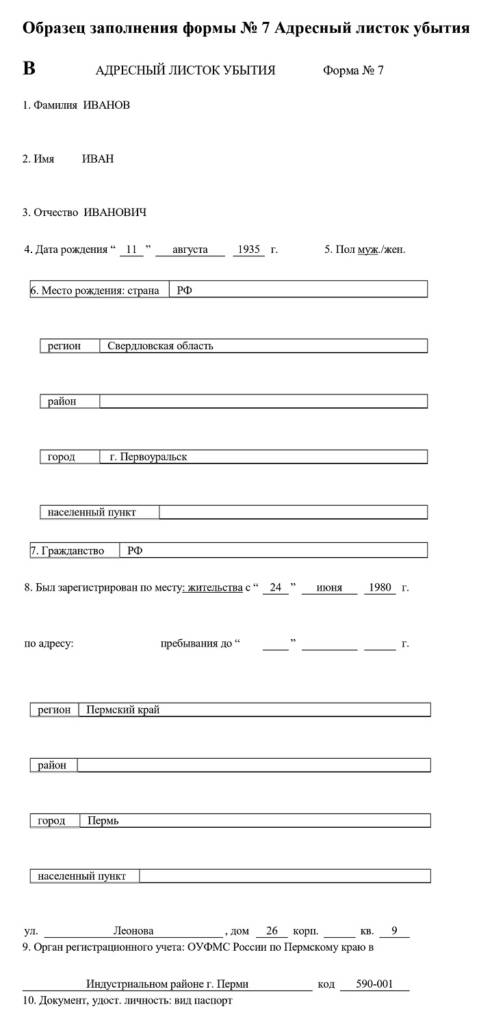 Образец заполнения формы № 7 Адресный листок убытия
В АДРЕСНЫЙ ЛИСТОК УБЫТИЯ Форма № 7
1. Фамилия ИВАНОВ
2. Имя ИВАН
3. Отчество ИВАНОВИЧ
4. Дата рождения “ 11 ” августа 1935 г. 5. Пол муж./жен.
6. Место рождения: страна РФ
регион Свердловская область
район
город г. Первоуральск
населенный пункт
7. Гражданство РФ
8. Был зарегистрирован по месту: жительства с “ 24 ” июня 1980 г.
по адресу: пребывания до “ ” г.
регион Пермский край
район
город Пермь
населенный пункт
ул. Леонова , дом 26 корп. кв. 9
9. Орган регистрационного учета: ОУФМС России по Пермскому краю в
Индустриальном районе г. Перми код 590-001
10. Документ, удост. личность: вид паспорт